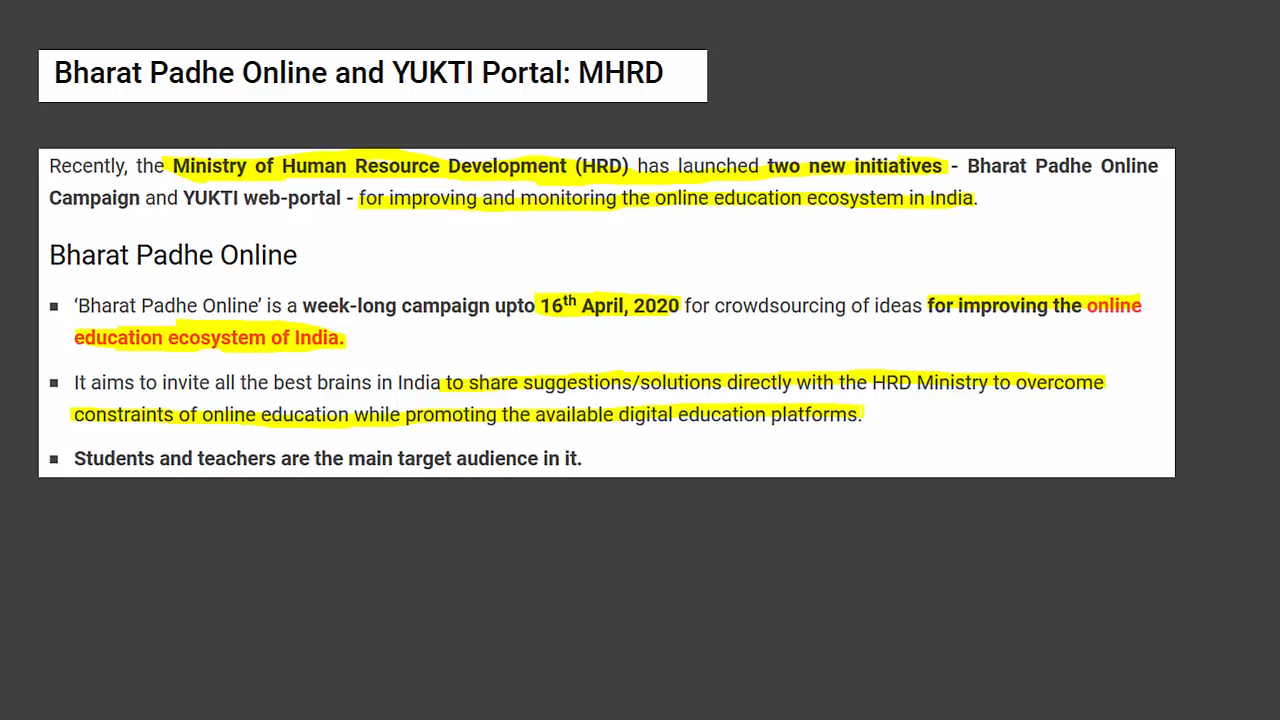 Bharat Padhe Online and YUKTI Portal: MHRD
Recently, the Ministry of Human Resource Development (HRD) has launched two new initiatives - Bharat Padhe Online
Campaign and YUKTI web-portal - for improving and monitoring the online education ecosystem in India.
Bharat Padhe Online
▪ ‘Bharat Padhe Online’ is a week-long campaign upto 16th April, 2020 for crowdsourcing of ideas for improving the online
education ecosystem of India.
▪ It aims to invite all the best brains in India to share suggestions/solutions directly with the HRD Ministry to overcome
constraints of online education while promoting the available digital education platforms.
▪ Students and teachers are the main target audience in it.